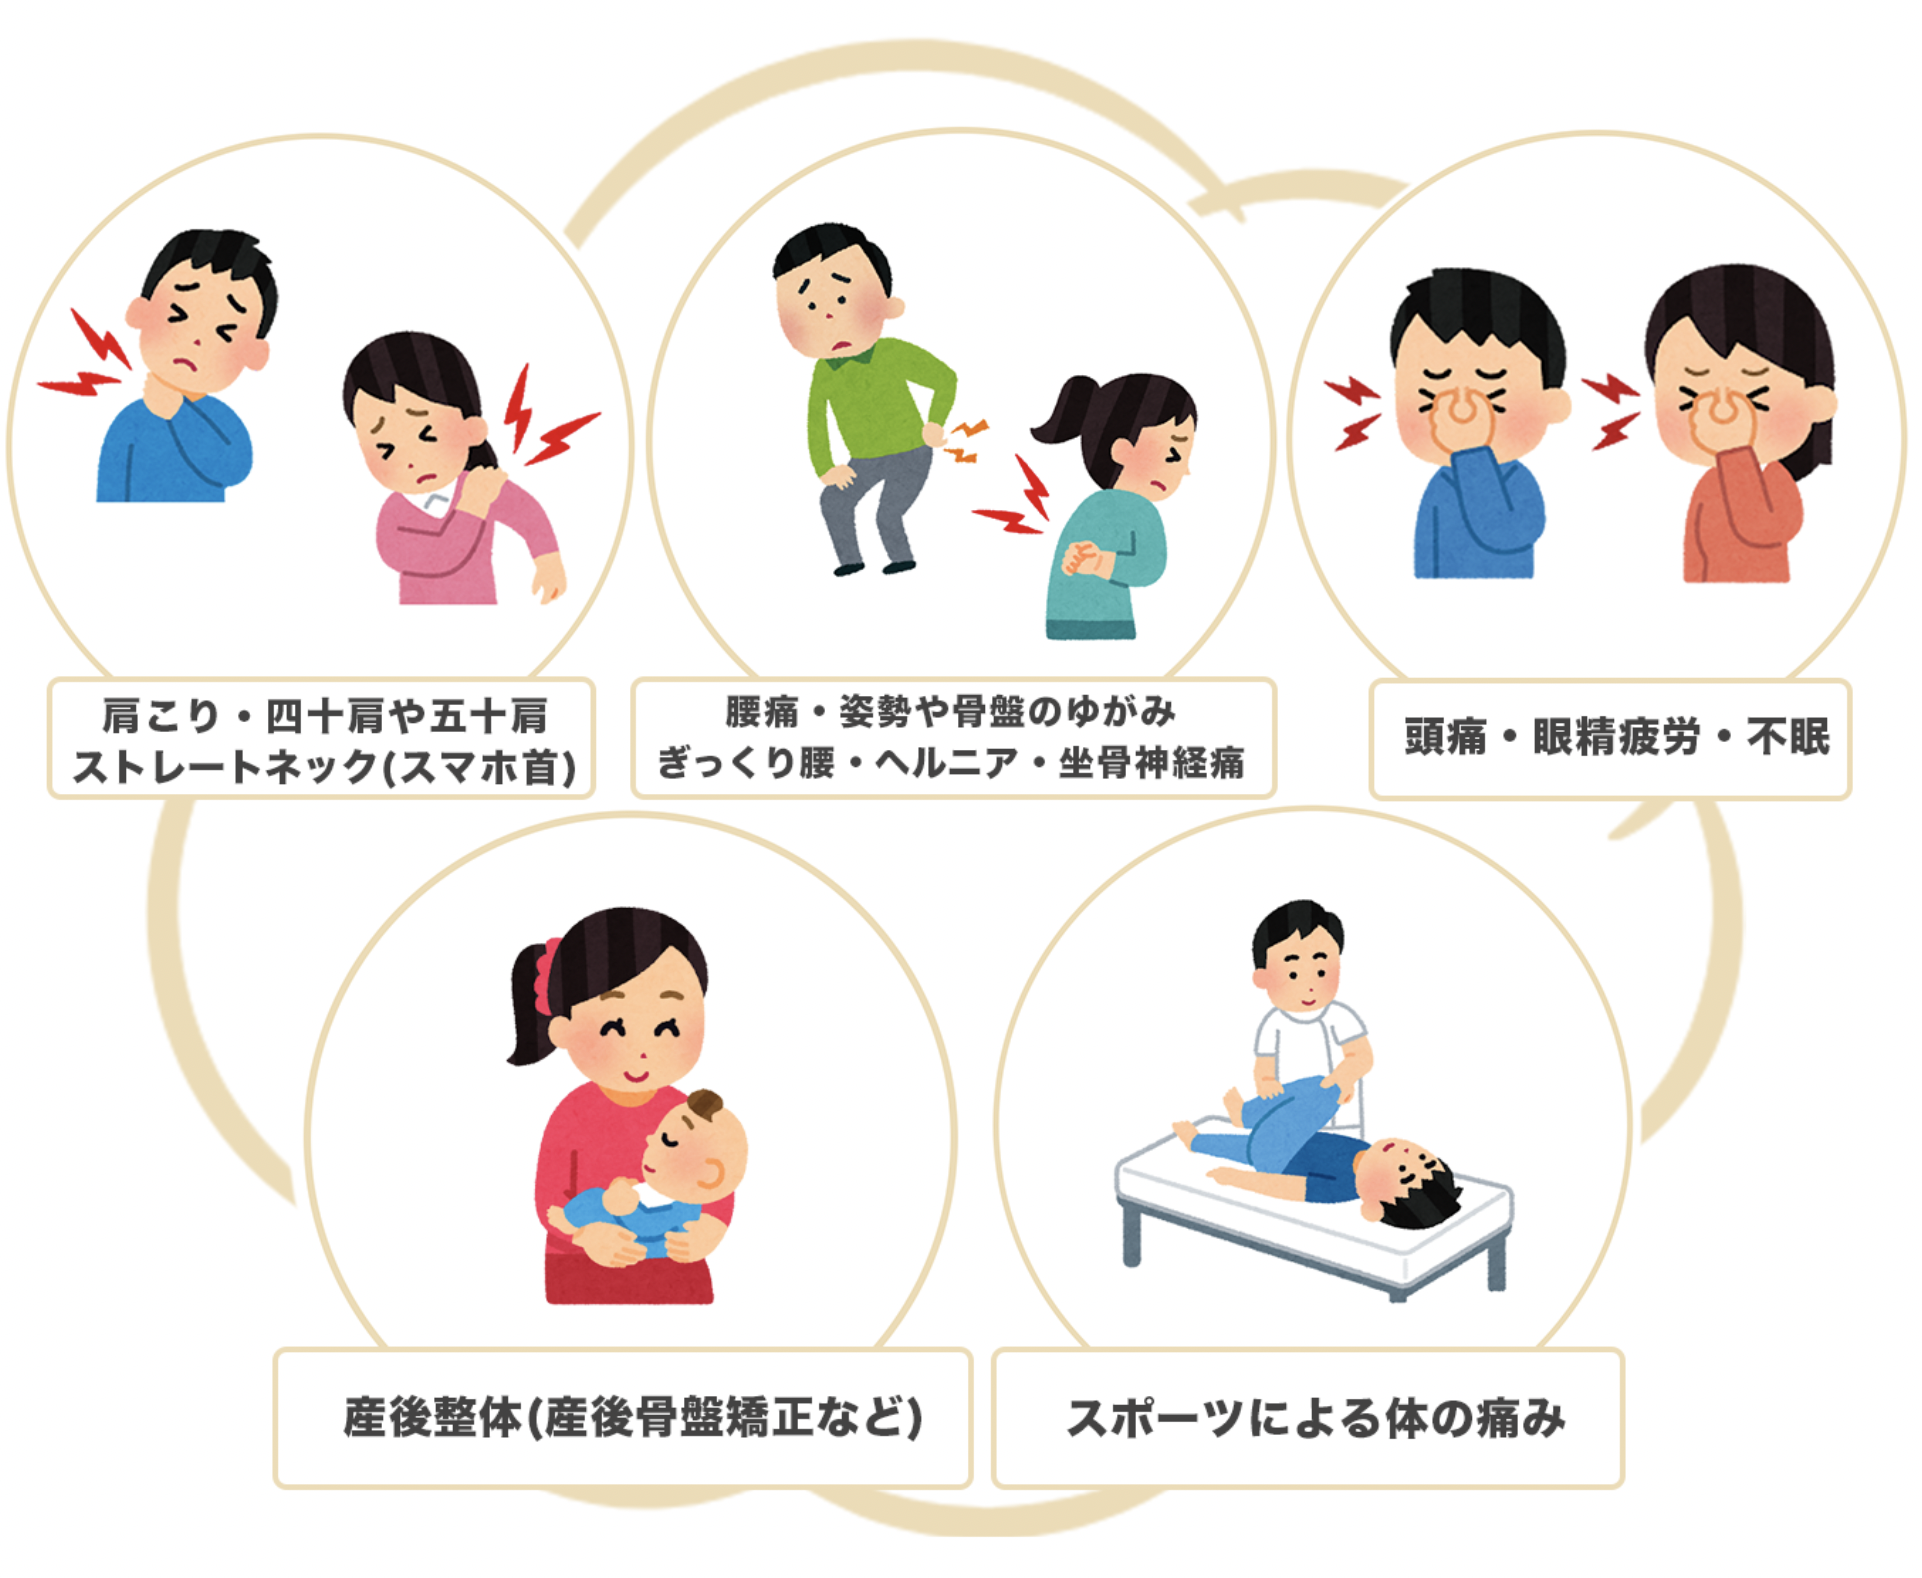 肩こり・四十肩や五十肩
ストレートネック(スマホ首)
腰痛・姿勢や骨盤のゆがみ
ぎっくり腰・ヘルニア・坐骨神経痛
頭痛・眼精疲労・不眠
産後整体(産後骨盤矯正など)
スポーツによる体の痛み